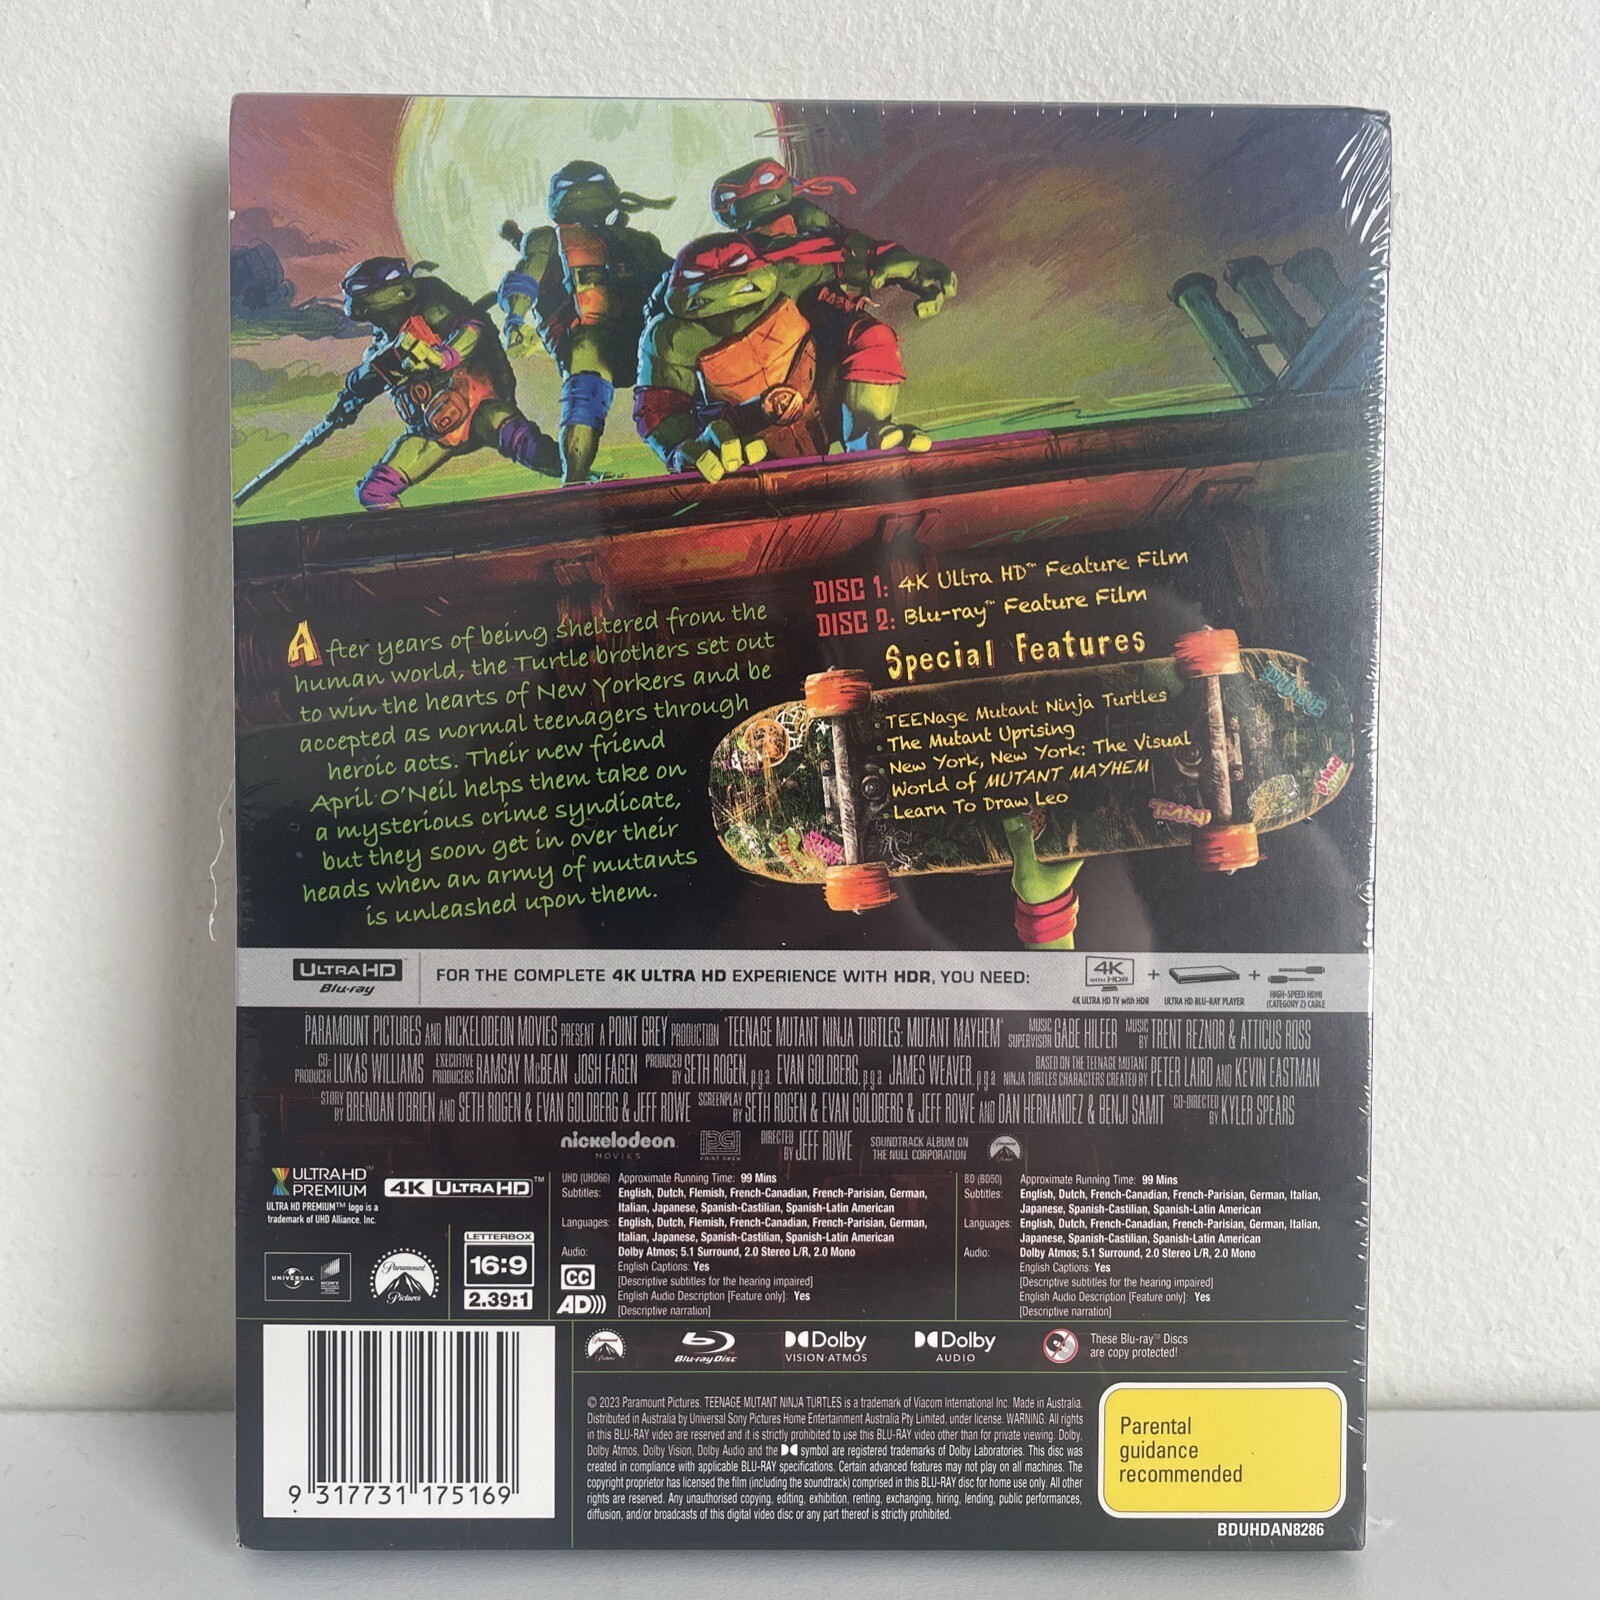 After years of being sheltered from the
human world, the Turtle brothers set out
to win the hearts of New Yorkers and be
accepted as normal teenagers through
heroic acts. Their new friend
April O'Neil helps them take on
a mysterious crime syndicate,
but they soon get in over their
heads when an army of mutants
is unleashed upon them.
DISC 1: 4K Ultra HD™ Feature Film
DISC 2: Blu-ray™ Feature Film
Special Features
• TEENage Mutant Ninja Turtles
• The Mutant Uprising
• New York, New York: The Visual
World of MUTANT MAYHEM
• Learn To Draw Leo
TMNT
ULTRA HD
Blu-ray
FOR THE COMPLETE 4K ULTRA HD EXPERIENCE WITH HDR, YOU NEED:
4K WITH HDR + +
4K ULTRA HD TV with HDR ULTRA HD BLU-RAY PLAYER HIGH-SPEED HDMI
(CATEGORY 2) CABLE
PARAMOUNT PICTURES AND NICKELODEON MOVIES PRESENT A POINT GREY PRODUCTION "TEENAGE MUTANT NINJA TURTLES: MUTANT MAYHEM" MUSIC SUPERVISOR GABE HILFER MUSIC BY TRENT REZNOR & ATTICUS ROSS
CO-PRODUCER LUKAS WILLIAMS EXECUTIVE PRODUCERS RAMSAY McBEAN JOSH FAGEN PRODUCED BY SETH ROGEN, p.g.a. EVAN GOLDBERG, p.g.a. JAMES WEAVER, p.g.a. BASED ON THE TEENAGE MUTANT NINJA TURTLES CHARACTERS CREATED BY PETER LAIRD AND KEVIN EASTMAN
STORY BY BRENDAN O'BRIEN AND SETH ROGEN & EVAN GOLDBERG & JEFF ROWE SCREENPLAY BY SETH ROGEN & EVAN GOLDBERG & JEFF ROWE AND DAN HERNANDEZ & BENJI SAMIT CO-DIRECTED BY KYLER SPEARS
nickelodeon MOVIES PG POINT GREY DIRECTED BY JEFF ROWE SOUNDTRACK ALBUM ON THE NULL CORPORATION
ULTRA HD PREMIUM™
4K ULTRA HD™
ULTRA HD PREMIUM™ logo is a
trademark of UHD Alliance, Inc.
UNIVERSAL SONY
Paramount Pictures
LETTERBOX
16:9
2.39:1
UHD (UHD66) Approximate Running Time: 99 Mins
Subtitles: English, Dutch, Flemish, French-Canadian, French-Parisian, German,
Italian, Japanese, Spanish-Castilian, Spanish-Latin American
Languages: English, Dutch, Flemish, French-Canadian, French-Parisian, German,
Italian, Japanese, Spanish-Castilian, Spanish-Latin American
Audio: Dolby Atmos; 5.1 Surround, 2.0 Stereo L/R, 2.0 Mono
English Captions: Yes
CC [Descriptive subtitles for the hearing impaired]
English Audio Description [Feature only]: Yes
AD))) [Descriptive narration]
BD (BD50) Approximate Running Time: 99 Mins
Subtitles: English, Dutch, French-Canadian, French-Parisian, German, Italian,
Japanese, Spanish-Castilian, Spanish-Latin American
Languages: English, Dutch, French-Canadian, French-Parisian, German, Italian,
Japanese, Spanish-Castilian, Spanish-Latin American
Audio: Dolby Atmos; 5.1 Surround, 2.0 Stereo L/R, 2.0 Mono
English Captions: Yes
[Descriptive subtitles for the hearing impaired]
English Audio Description [Feature only]: Yes
[Descriptive narration]
Paramount Blu-ray Disc Dolby VISION·ATMOS Dolby AUDIO
These Blu-ray™ Discs
are copy protected!
9 317731 175169
© 2023 Paramount Pictures. TEENAGE MUTANT NINJA TURTLES is a trademark of Viacom International Inc. Made in Australia.
Distributed in Australia by Universal Sony Pictures Home Entertainment Australia Pty Limited, under license. WARNING. All rights
in this BLU-RAY video are reserved and it is strictly prohibited to use this BLU-RAY video other than for private viewing. Dolby,
Dolby Atmos, Dolby Vision, Dolby Audio and the symbol are registered trademarks of Dolby Laboratories. This disc was
created in compliance with applicable BLU-RAY specifications. Certain advanced features may not play on all machines. The
copyright proprietor has licensed the film (including the soundtrack) comprised in this BLU-RAY disc for home use only. All other
rights are reserved. Any unauthorised copying, editing, exhibition, renting, exchanging, hiring, lending, public performances,
diffusion, and/or broadcasts of this digital video disc or any part thereof is strictly prohibited.
Parental
guidance
recommended
BDUHDAN8286